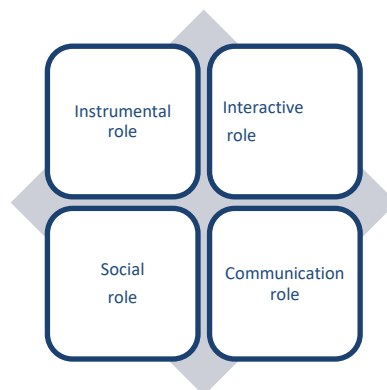 Instrumental
role
Interactive
role
Social
role
Communication
role